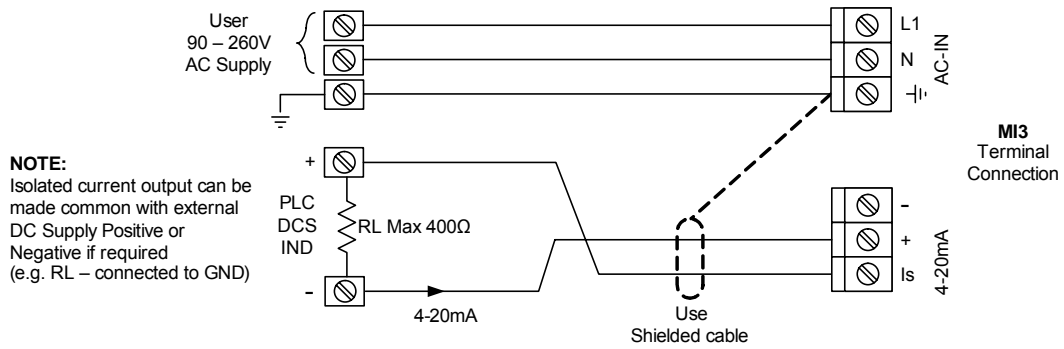 User
90 – 260V
AC Supply
L1
N
AC-IN
MI3
Terminal
Connection
NOTE:
Isolated current output can be
made common with external
DC Supply Positive or
Negative if required
(e.g. RL – connected to GND)
+
PLC
DCS
IND
RL Max 400Ω
-
4-20mA
Use
Shielded cable
-
+
Is
4-20mA